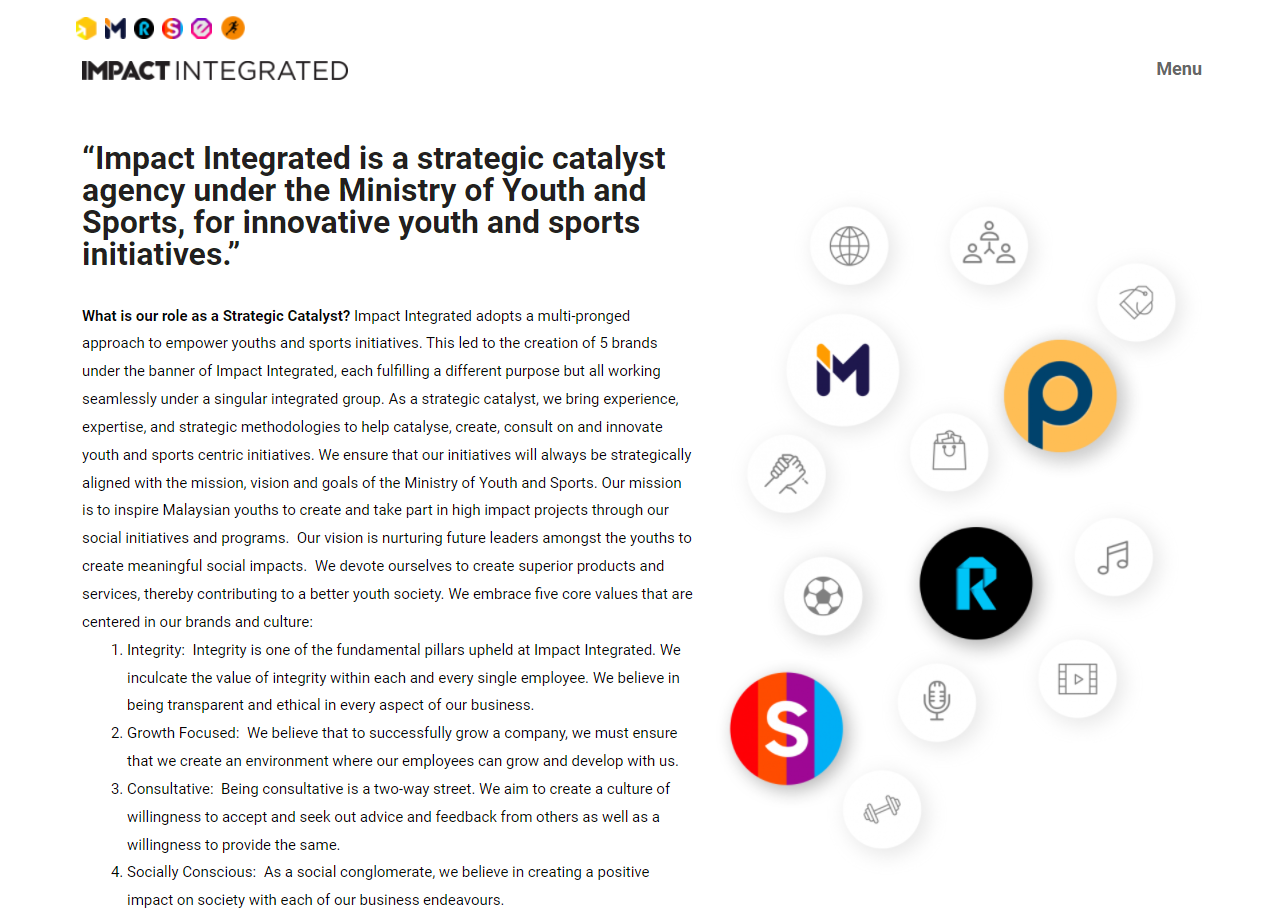 IMPACT INTEGRATED
Menu
“Impact Integrated is a strategic catalyst
agency under the Ministry of Youth and
Sports, for innovative youth and sports
initiatives.”
What is our role as a Strategic Catalyst? Impact Integrated adopts a multi-pronged
approach to empower youths and sports initiatives. This led to the creation of 5 brands
under the banner of Impact Integrated, each fulfilling a different purpose but all working
seamlessly under a singular integrated group. As a strategic catalyst, we bring experience,
expertise, and strategic methodologies to help catalyse, create, consult on and innovate
youth and sports centric initiatives. We ensure that our initiatives will always be strategically
aligned with the mission, vision and goals of the Ministry of Youth and Sports. Our mission
is to inspire Malaysian youths to create and take part in high impact projects through our
social initiatives and programs.  Our vision is nurturing future leaders amongst the youths to
create meaningful social impacts.  We devote ourselves to create superior products and
services, thereby contributing to a better youth society. We embrace five core values that are
centered in our brands and culture:
1. Integrity:  Integrity is one of the fundamental pillars upheld at Impact Integrated. We
inculcate the value of integrity within each and every single employee. We believe in
being transparent and ethical in every aspect of our business.
2. Growth Focused:  We believe that to successfully grow a company, we must ensure
that we create an environment where our employees can grow and develop with us.
3. Consultative:  Being consultative is a two-way street. We aim to create a culture of
willingness to accept and seek out advice and feedback from others as well as a
willingness to provide the same.
4. Socially Conscious:  As a social conglomerate, we believe in creating a positive
impact on society with each of our business endeavours.
M
P
R
S